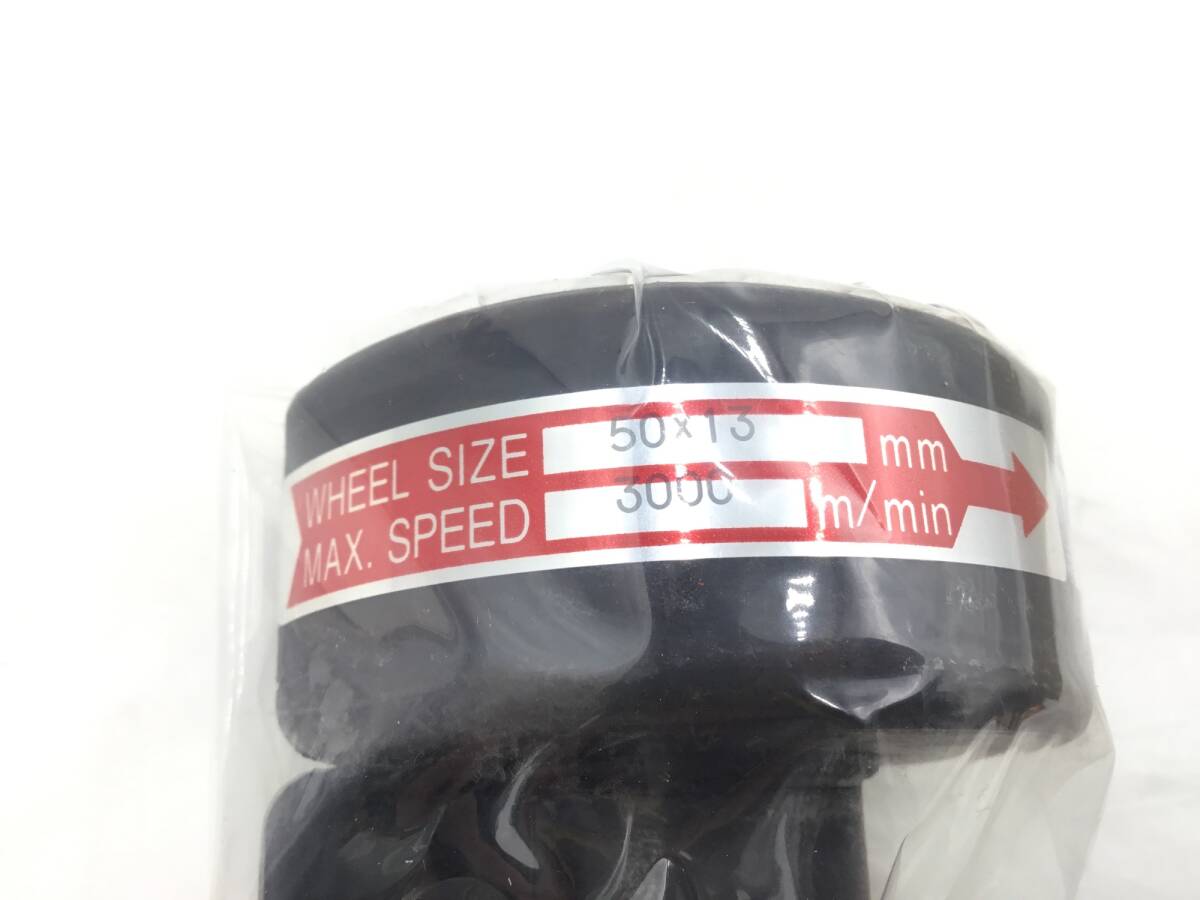 WHEEL SIZE 50×13 mm
MAX. SPEED 3000 m/min